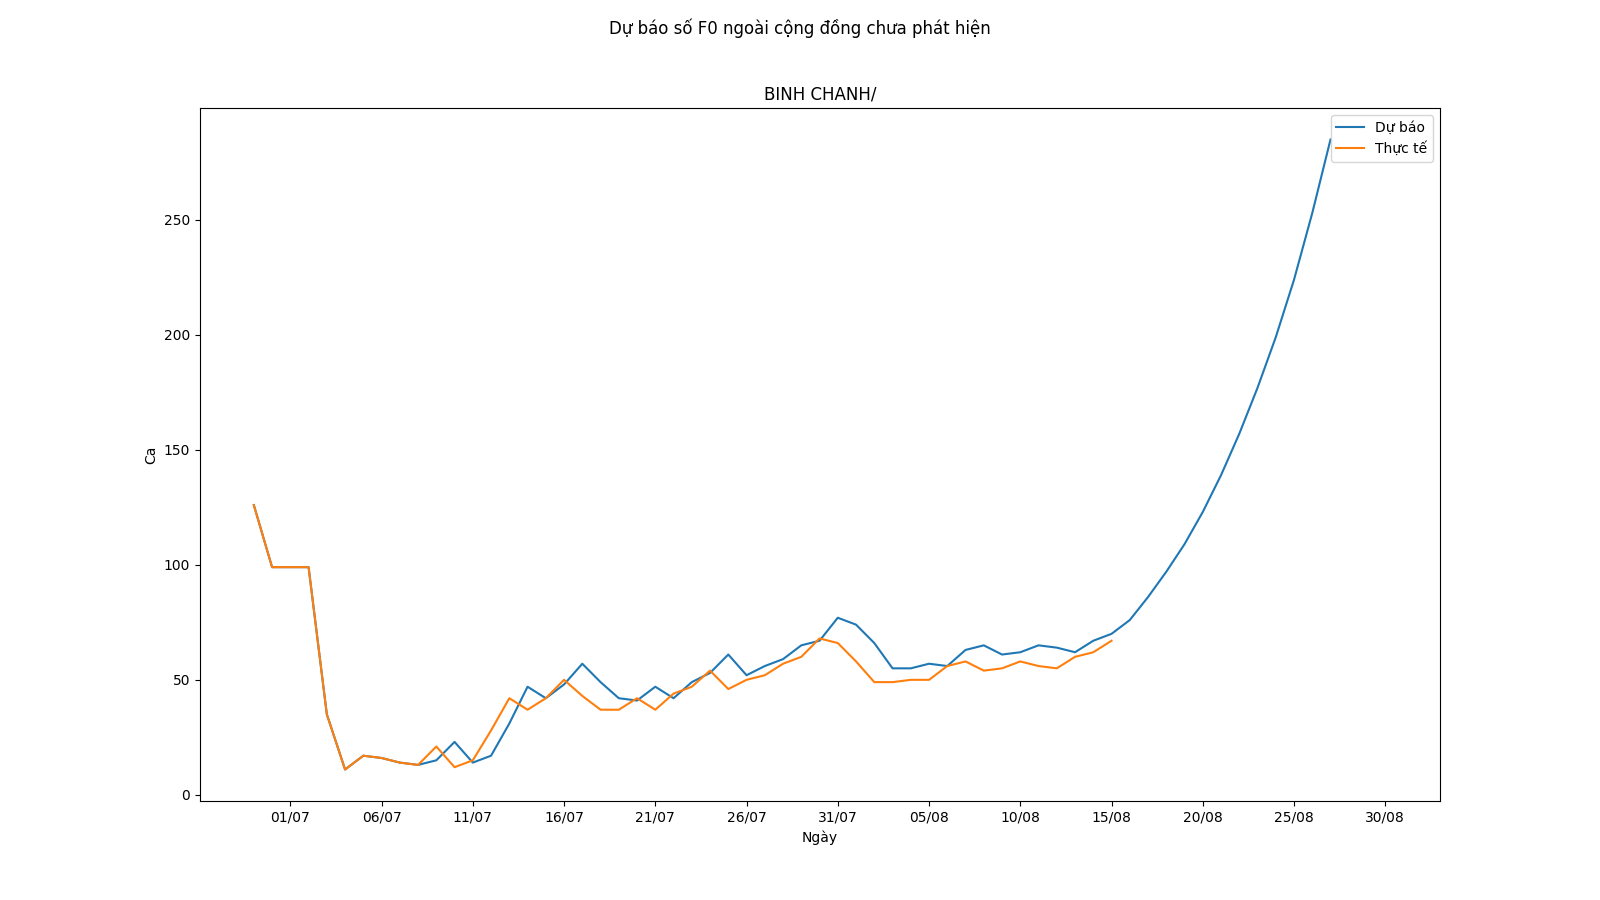 Dự báo số F0 ngoài cộng đồng chưa phát hiện
BINH CHANH/
Dự báo
Thực tế
250
200
150
100
50
0
Ca
01/07 06/07 11/07 16/07 21/07 26/07 31/07 05/08 10/08 15/08 20/08 25/08 30/08
Ngày